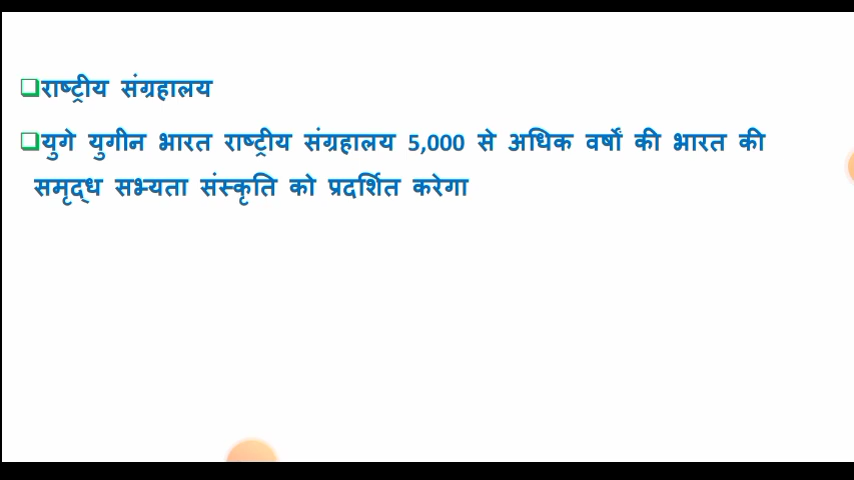 ❑राष्ट्रीय संग्रहालय
❑युगे युगीन भारत राष्ट्रीय संग्रहालय 5,000 से अधिक वर्षों की भारत की
समृद्ध सभ्यता संस्कृति को प्रदर्शित करेगा